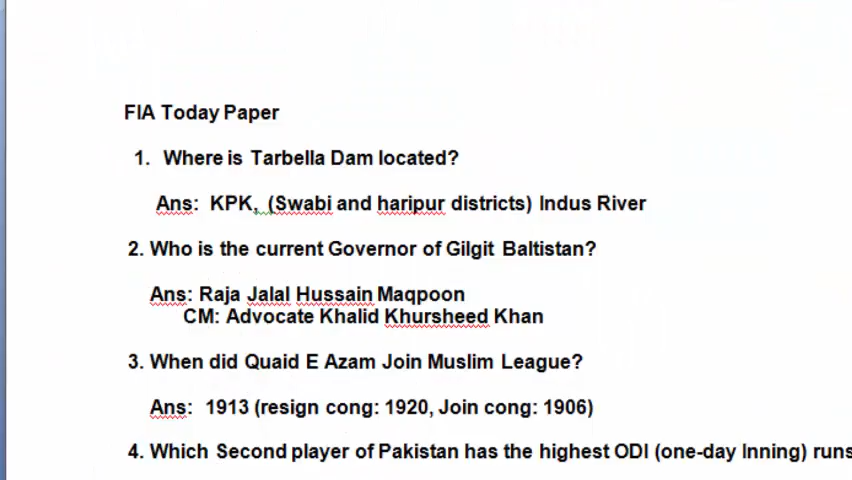 FIA Today Paper
1. Where is Tarbella Dam located?
Ans: KPK, (Swabi and haripur districts) Indus River
2. Who is the current Governor of Gilgit Baltistan?
Ans: Raja Jalal Hussain Maqpoon
CM: Advocate Khalid Khursheed Khan
3. When did Quaid E Azam Join Muslim League?
Ans: 1913 (resign cong: 1920, Join cong: 1906)
4. Which Second player of Pakistan has the highest ODI (one-day Inning) runs